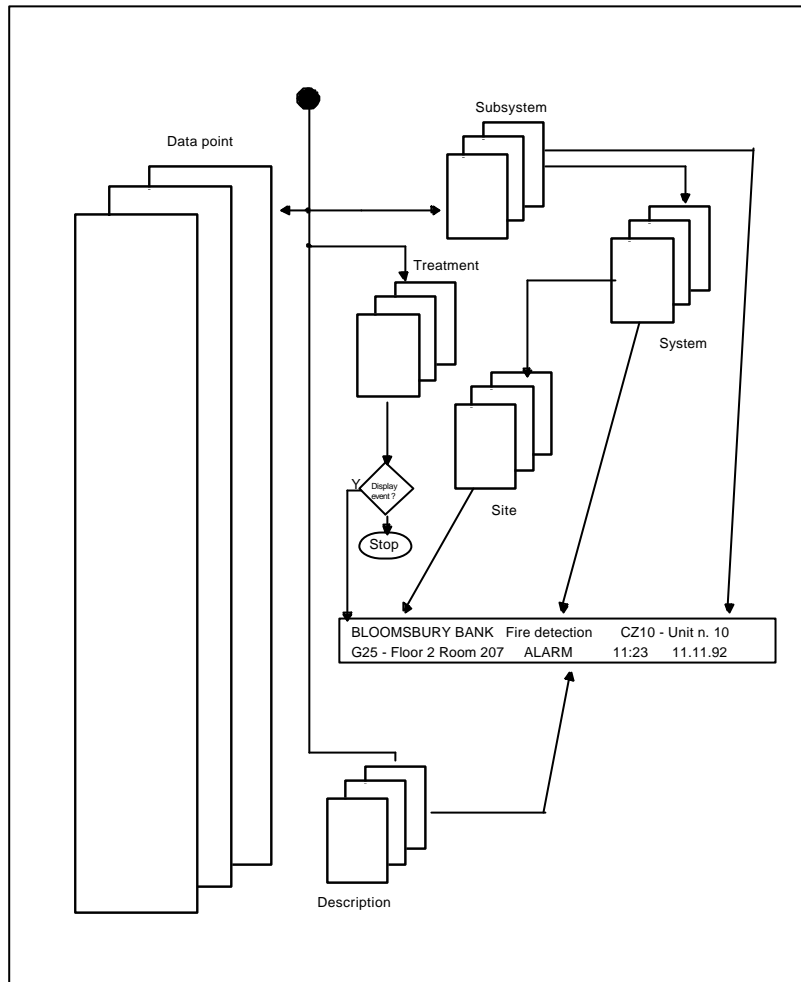 Subsystem
Data point
Treatment
System
Y
Display
event ?
Site
Stop
BLOOMSBURY BANK Fire detection CZ10 - Unit n. 10
G25 - Floor 2 Room 207 ALARM 11:23 11.11.92
Description